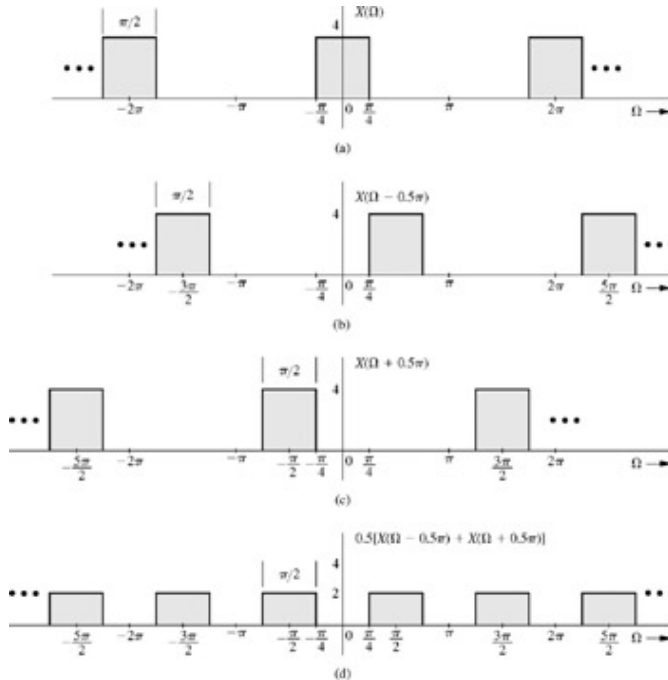 π/2
X(Ω)
4
−2π −π −π/4 0 π/4 π 2π Ω
(a)
π/2
X(Ω − 0.5π)
4
−2π −3π/2 −π −π/4 0 π/4 π 2π 5π/2 Ω
(b)
π/2
X(Ω + 0.5π)
4
−5π/2 −2π −π −π/2 −π/4 0 π/4 π 3π/2 2π Ω
(c)
0.5[X(Ω − 0.5π) + X(Ω + 0.5π)]
π/2
4
2
−5π/2 −2π −3π/2 −π −π/2 −π/4 0 π/4 π/2 π 3π/2 2π 5π/2 Ω
(d)